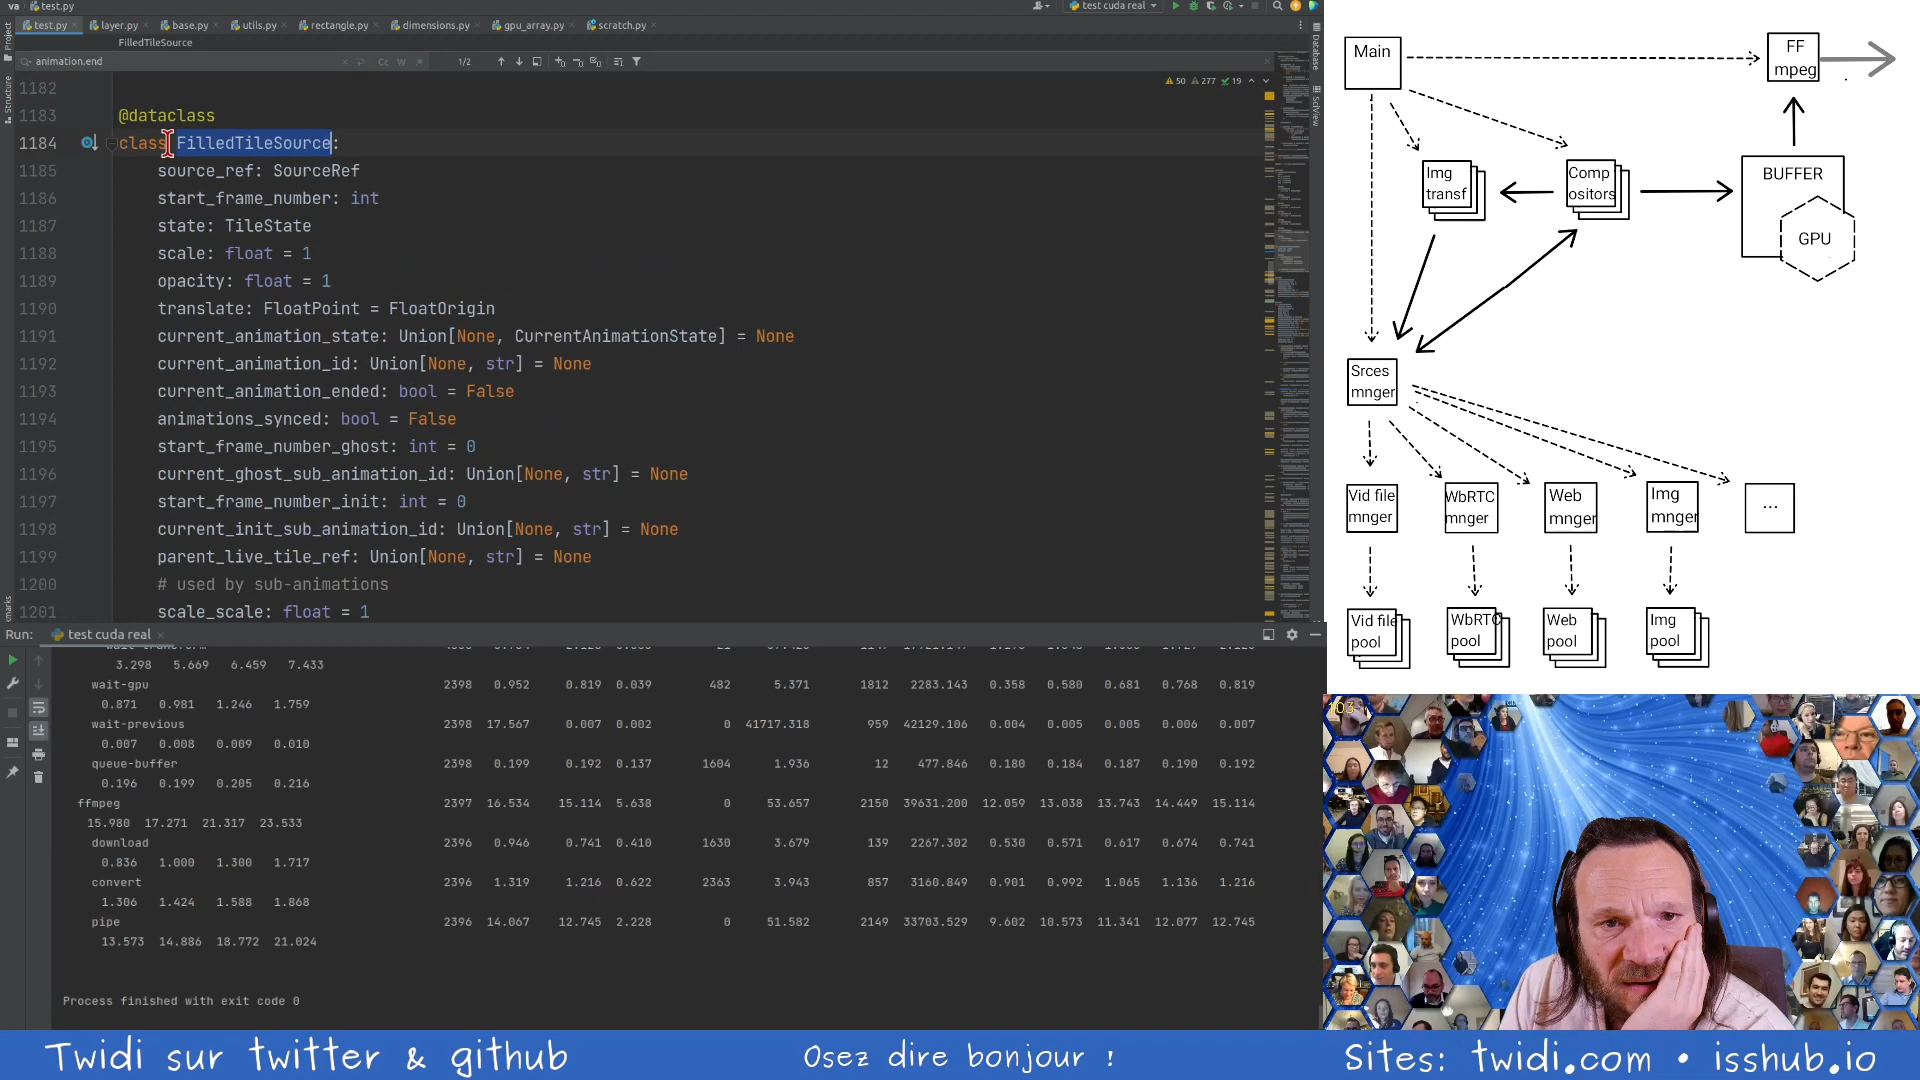 va › test.py
test cuda real
test.py × layer.py × base.py × utils.py × rectangle.py × dimensions.py × gpu_array.py × scratch.py ×
FilledTileSource
animation.end
Cc W 1/2
50 277 19
Project
Structure
Database
SciView
1182
1183 @dataclass
1184 class FilledTileSource:
1185 source_ref: SourceRef
1186 start_frame_number: int
1187 state: TileState
1188 scale: float = 1
1189 opacity: float = 1
1190 translate: FloatPoint = FloatOrigin
1191 current_animation_state: Union[None, CurrentAnimationState] = None
1192 current_animation_id: Union[None, str] = None
1193 current_animation_ended: bool = False
1194 animations_synced: bool = False
1195 start_frame_number_ghost: int = 0
1196 current_ghost_sub_animation_id: Union[None, str] = None
1197 start_frame_number_init: int = 0
1198 current_init_sub_animation_id: Union[None, str] = None
1199 parent_live_tile_ref: Union[None, str] = None
1200 # used by sub-animations
1201 scale_scale: float = 1
Run: test cuda real ×
3.298 5.669 6.459 7.433
wait-gpu 2398 0.952 0.819 0.039 482 5.371 1812 2283.143 0.358 0.580 0.681 0.768 0.819
0.871 0.981 1.246 1.759
wait-previous 2398 17.567 0.007 0.002 0 41717.318 959 42129.106 0.004 0.005 0.005 0.006 0.007
0.007 0.008 0.009 0.010
queue-buffer 2398 0.199 0.192 0.137 1604 1.936 12 477.846 0.180 0.184 0.187 0.190 0.192
0.196 0.199 0.205 0.216
ffmpeg 2397 16.534 15.114 5.638 0 53.657 2150 39631.200 12.059 13.038 13.743 14.449 15.114
15.980 17.271 21.317 23.533
download 2396 0.946 0.741 0.410 1630 3.679 139 2267.302 0.530 0.571 0.617 0.674 0.741
0.836 1.000 1.300 1.717
convert 2396 1.319 1.216 0.622 2363 3.943 857 3160.849 0.901 0.992 1.065 1.136 1.216
1.306 1.424 1.588 1.868
pipe 2396 14.067 12.745 2.228 0 51.582 2149 33703.529 9.602 10.573 11.341 12.077 12.745
13.573 14.886 18.772 21.024
Process finished with exit code 0
Main
FF
mpeg
Img
transf
Comp
ositors
BUFFER
GPU
Srces
mnger
Vid file
mnger
WbRTC
mnger
Web
mnger
Img
mnger
...
Vid file
pool
WbRTC
pool
Web
pool
Img
pool
Twidi sur twitter & github
Osez dire bonjour !
Sites: twidi.com • isshub.io